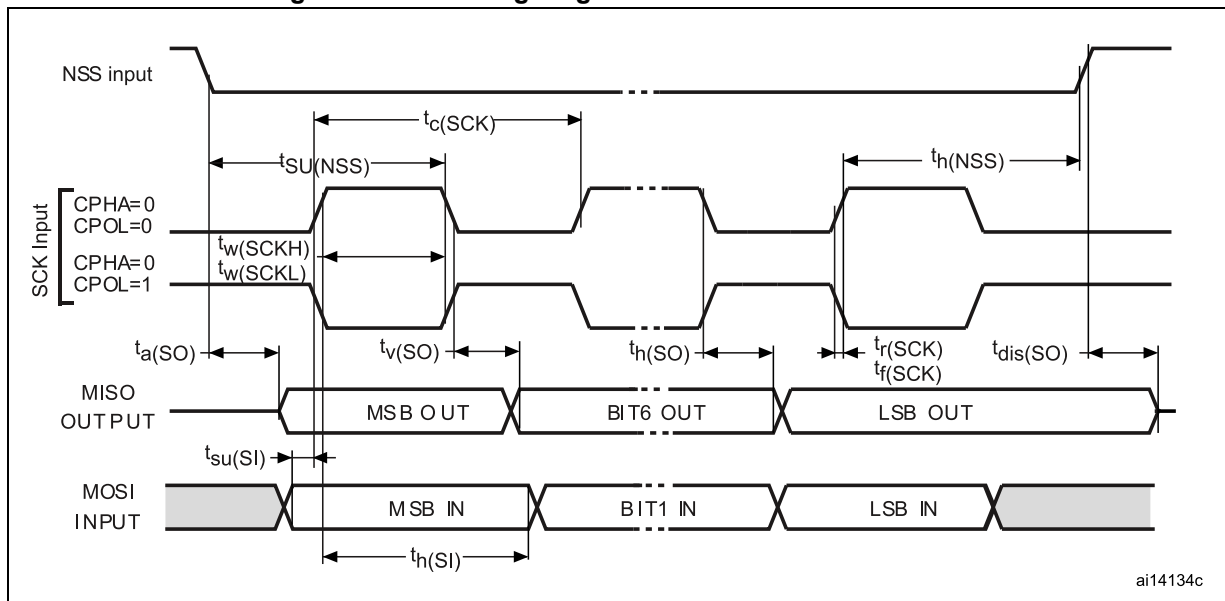 NSS input
tc(SCK)
tSU(NSS)
th(NSS)
SCK Input
CPHA=0
CPOL=0
tw(SCKH)
CPHA=0
tw(SCKL)
CPOL=1
ta(SO)
tv(SO)
th(SO)
tr(SCK)
tf(SCK)
tdis(SO)
MISO
OUTPUT
MSB OUT
BIT6 OUT
LSB OUT
tsu(SI)
MOSI
INPUT
MSB IN
BIT1 IN
LSB IN
th(SI)
ai14134c